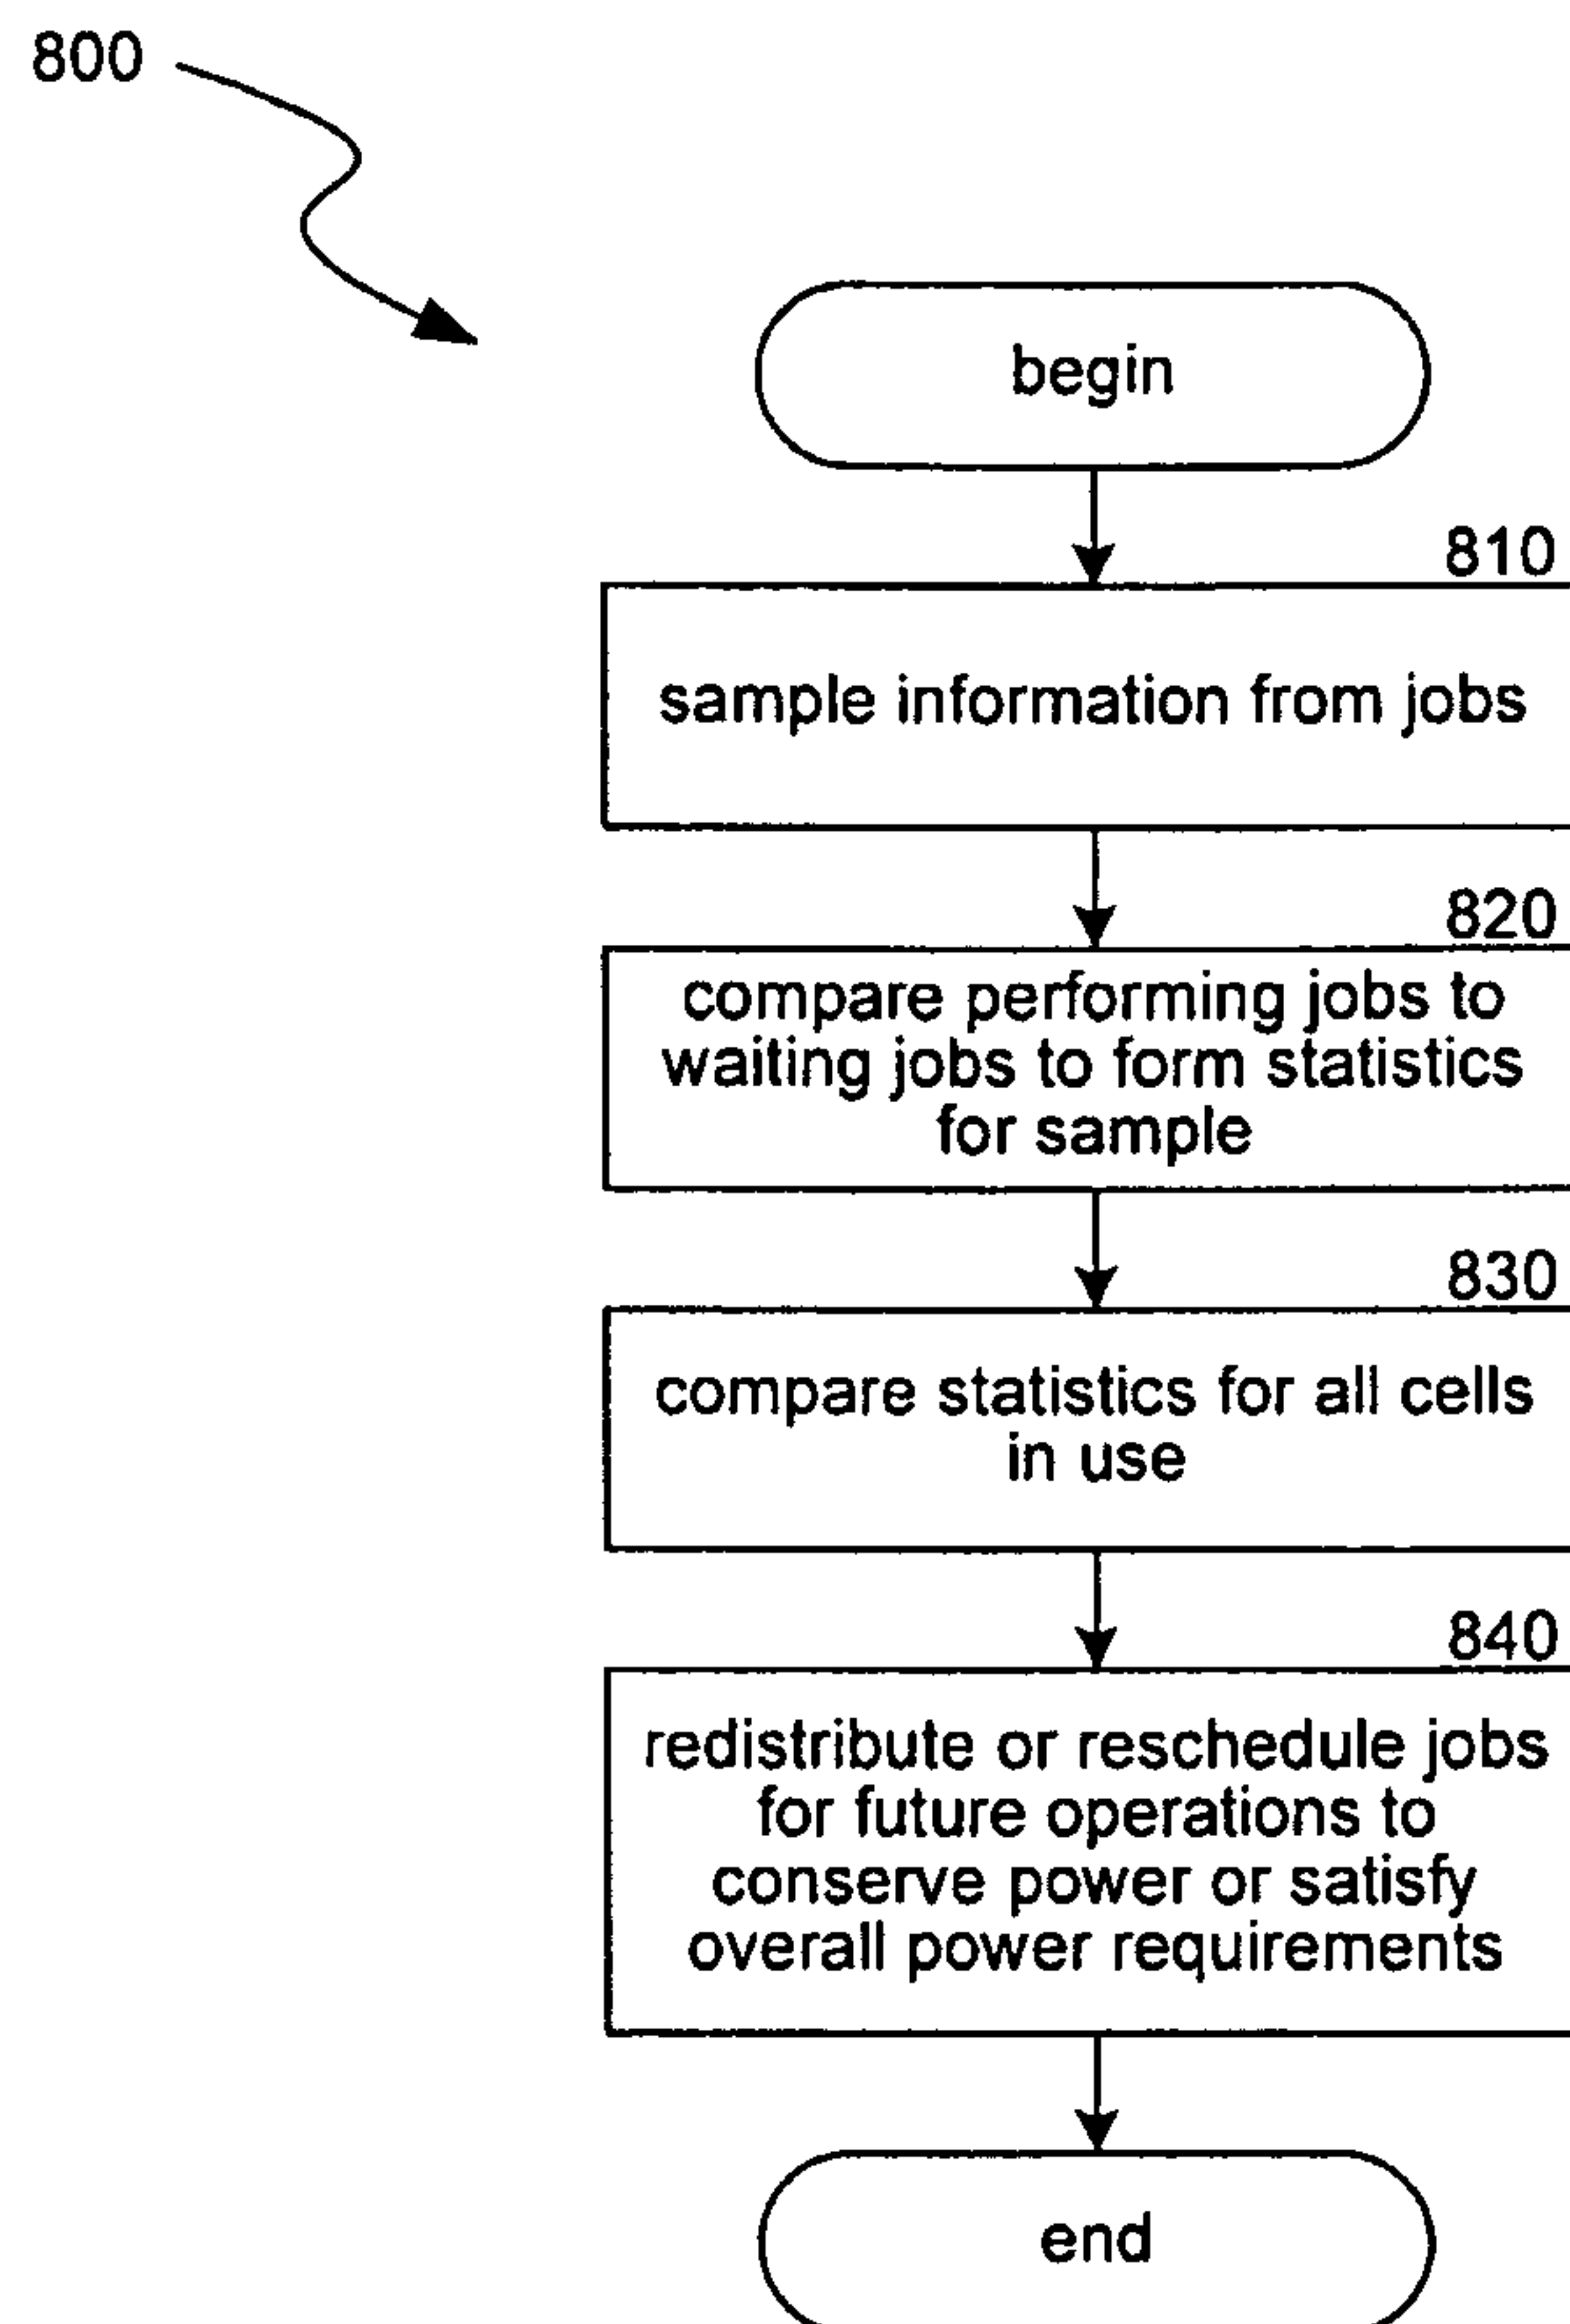 800
begin
810
sample information from jobs
820
compare performing jobs to
waiting jobs to form statistics
for sample
830
compare statistics for all cells
in use
840
redistribute or reschedule jobs
for future operations to
conserve power or satisfy
overall power requirements
end